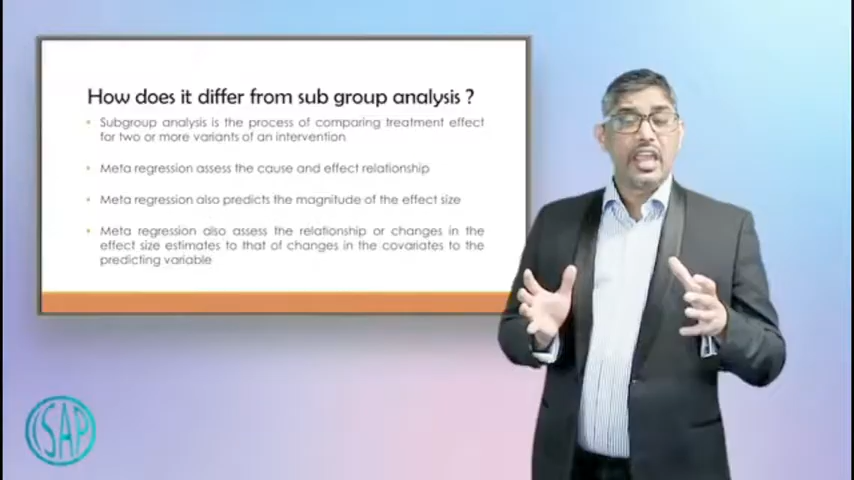 How does it differ from sub group analysis ?
Subgroup analysis is the process of comparing treatment effect
for two or more variants of an intervention
Meta regression assess the cause and effect relationship
Meta regression also predicts the magnitude of the effect size
Meta regression also assess the relationship or changes in the
effect size estimates to that of changes in the covariates to the
predicting variable
ISAP